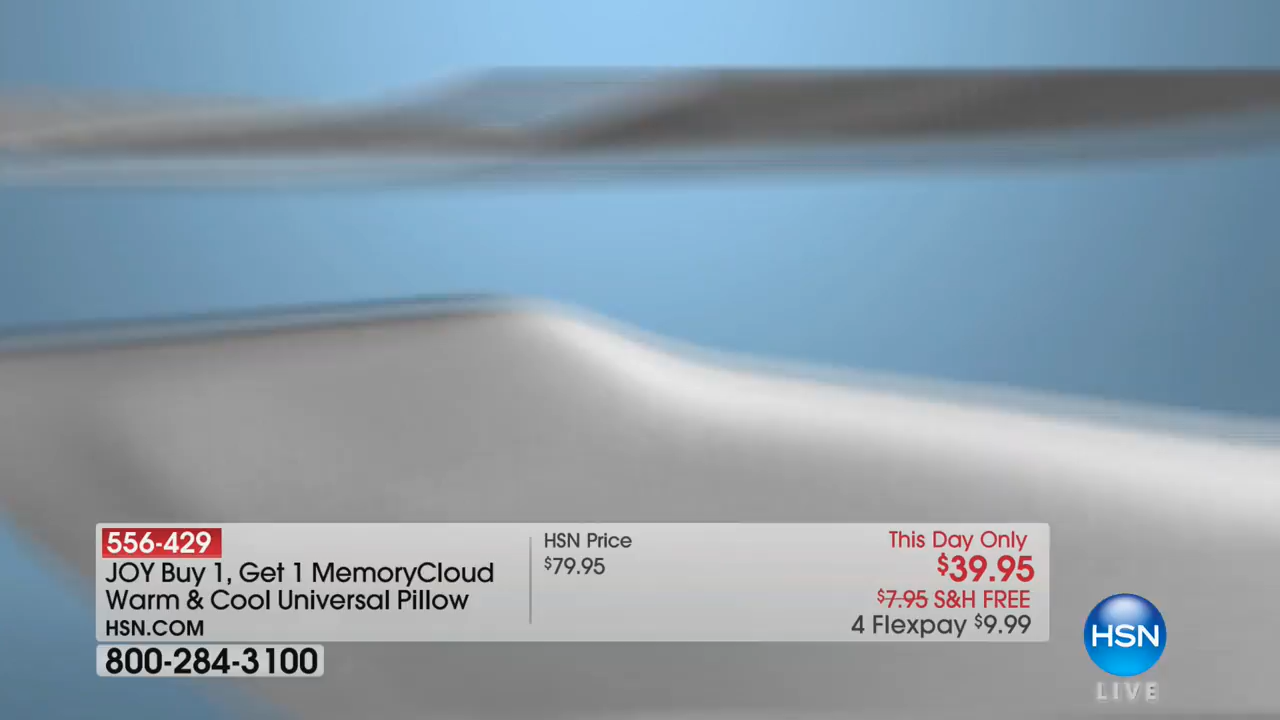 556-429
JOY Buy 1, Get 1 MemoryCloud
Warm & Cool Universal Pillow
HSN.COM
800-284-3100
HSN Price
$79.95
This Day Only
$39.95
$7.95 S&H FREE
4 Flexpay $9.99
HSN
LIVE